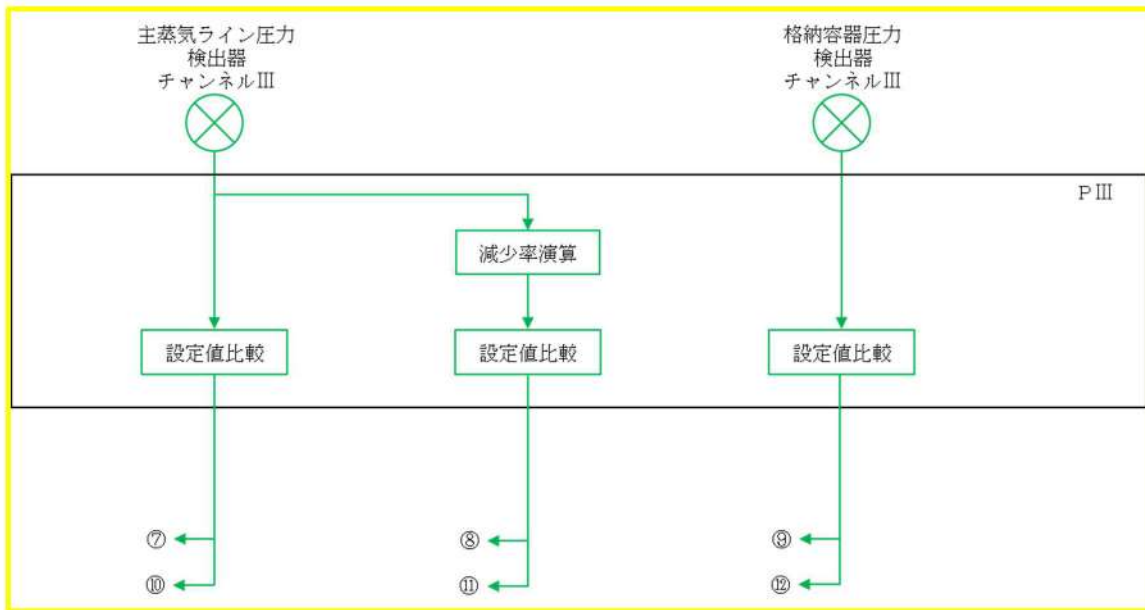 主蒸気ライン圧力
検出器
チャンネルⅢ
格納容器圧力
検出器
チャンネルⅢ
ＰⅢ
減少率演算
設定値比較
設定値比較
設定値比較
⑦
⑧
⑨
⑩
⑪
⑫